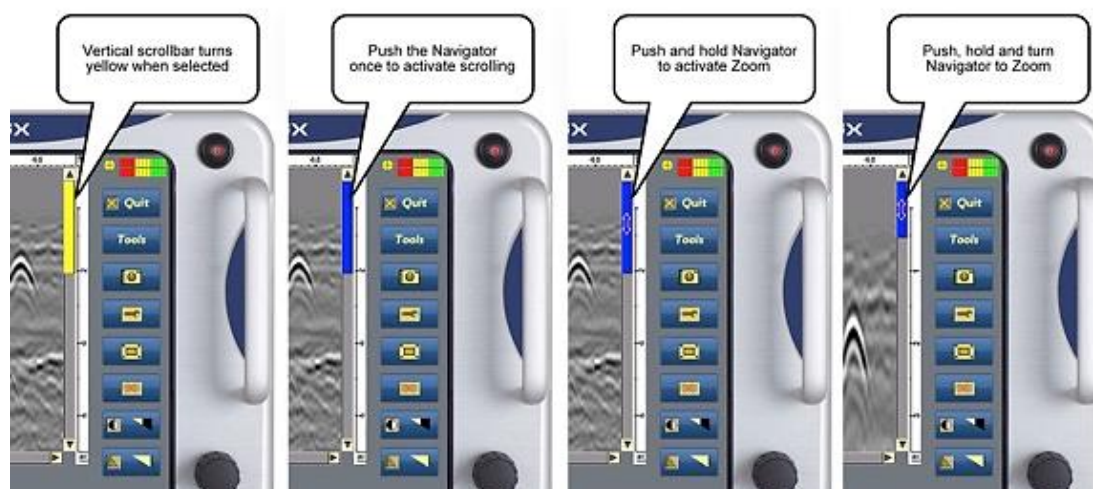 Vertical scrollbar turns
yellow when selected
Push the Navigator
once to activate scrolling
Push and hold Navigator
to activate Zoom
Push, hold and turn
Navigator to Zoom
Quit
Tools
Quit
Tools
Quit
Tools
Quit
Tools